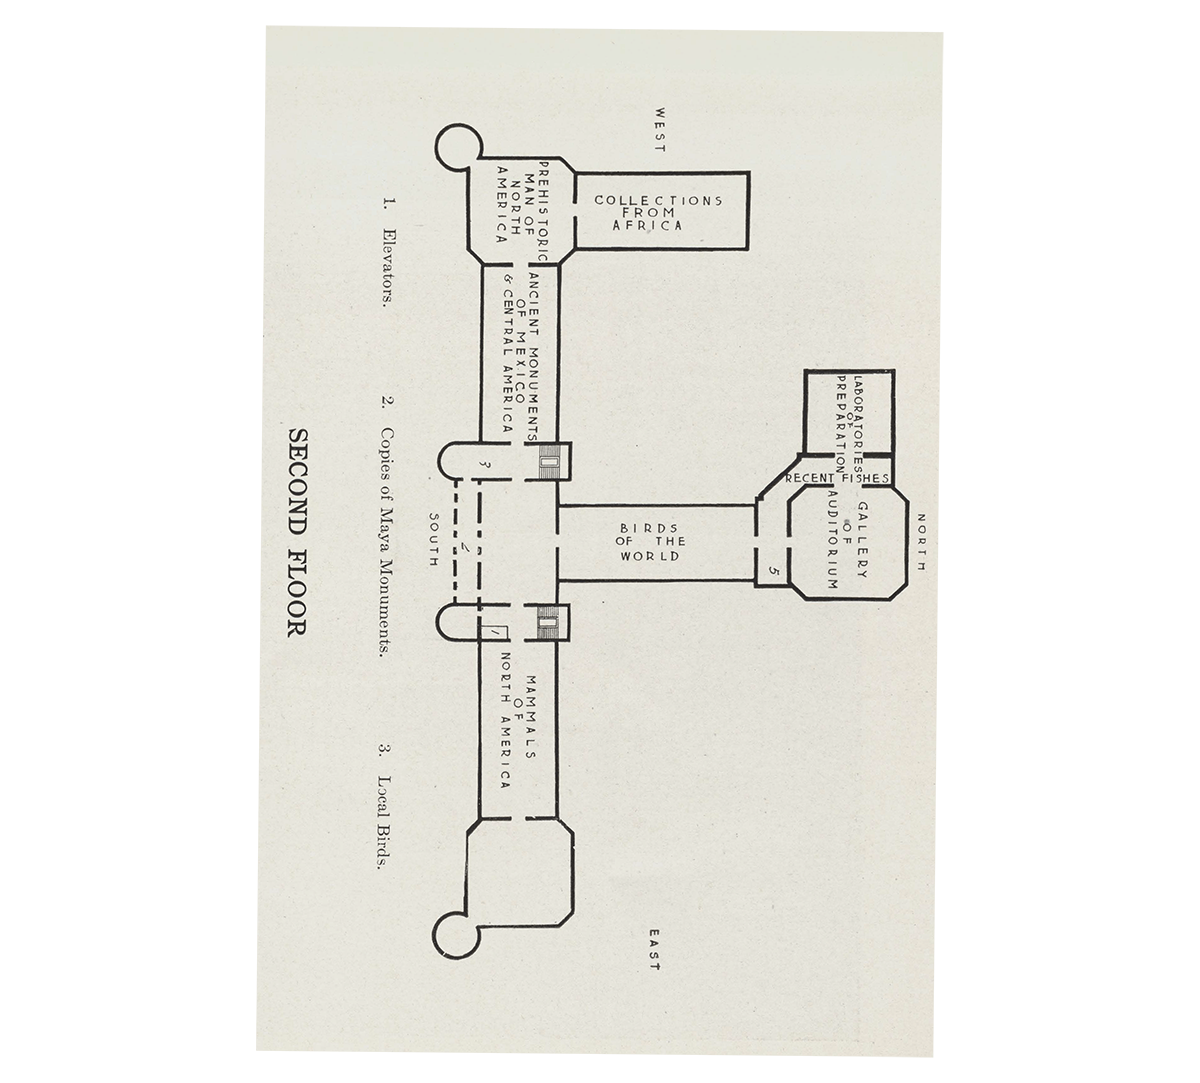 NORTH
LABORATORIES
OF
PREPARATION
RECENT FISHES
GALLERY
OF
AUDITORIUM
5
WEST
EAST
COLLECTIONS
FROM
AFRICA
BIRDS
OF THE
WORLD
PREHISTORIC
MAN OF
NORTH
AMERICA
ANCIENT MONUMENTS
OF MEXICO
& CENTRAL AMERICA
3
2
1
MAMMALS
OF
NORTH AMERICA
SOUTH
1. Elevators. 2. Copies of Maya Monuments. 3. Local Birds.
SECOND FLOOR